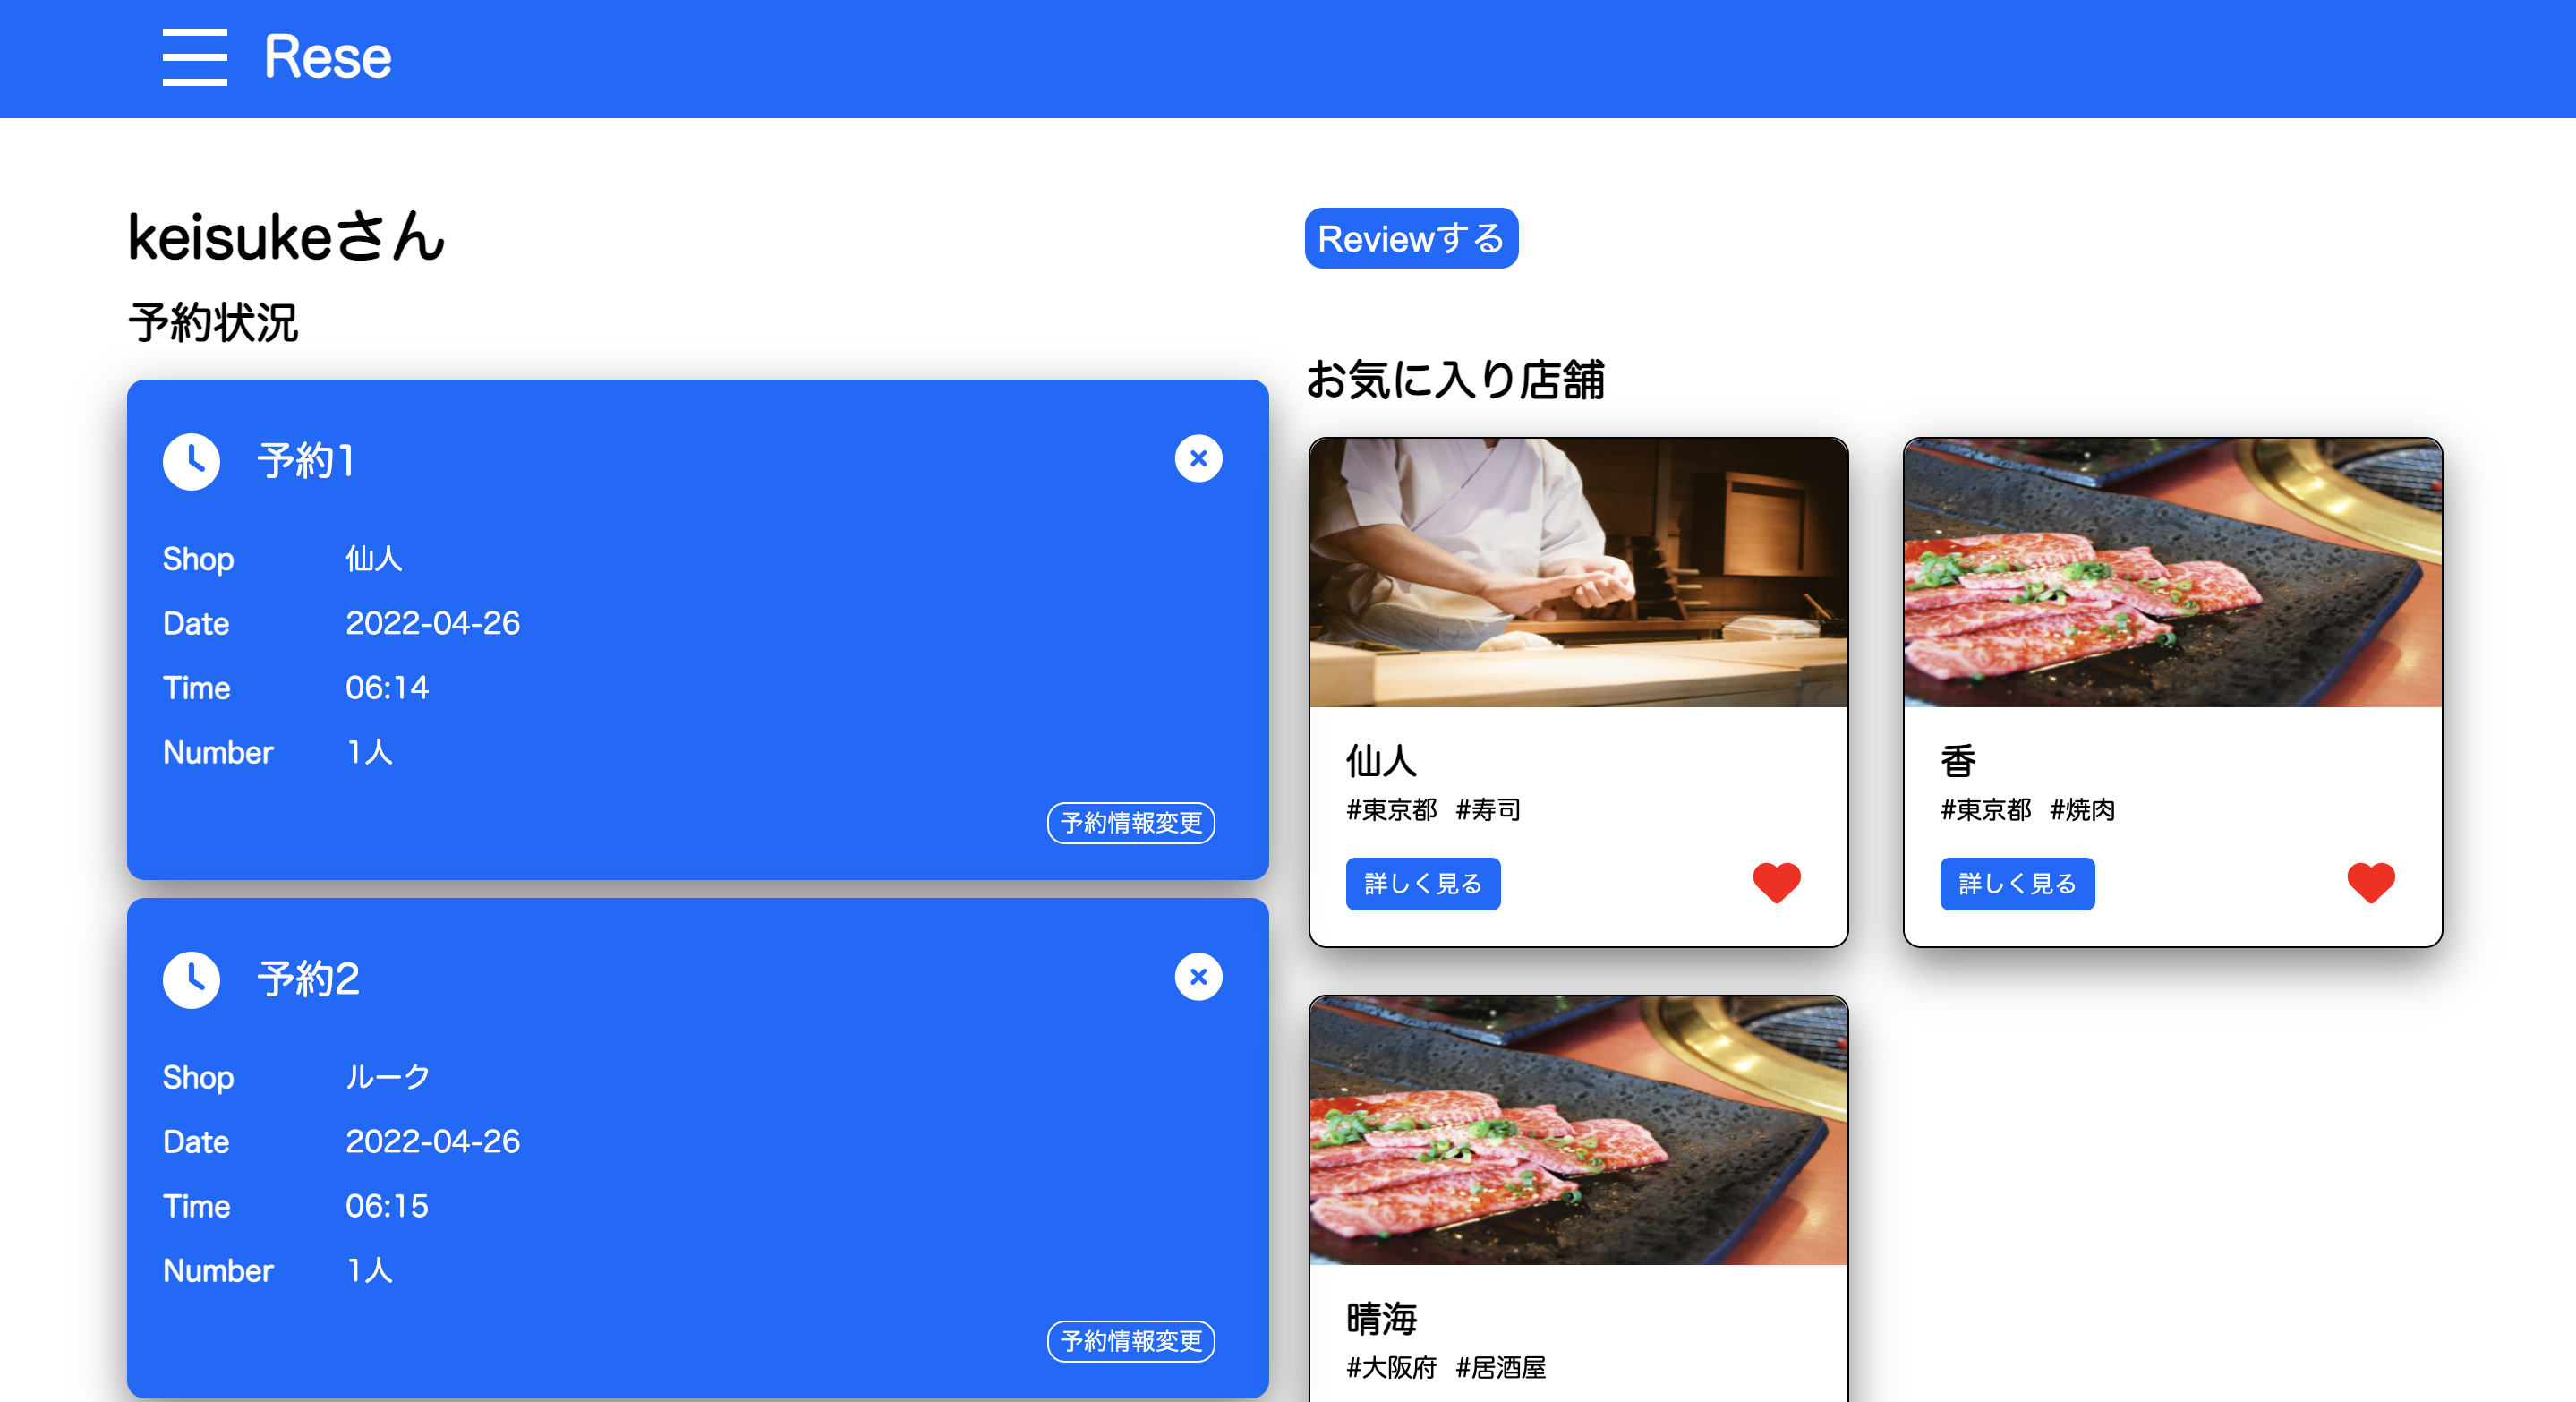 Rese
keisukeさん
予約状況
予約1
Shop 仙人
Date 2022-04-26
Time 06:14
Number 1人
予約情報変更
予約2
Shop ルーク
Date 2022-04-26
Time 06:15
Number 1人
予約情報変更
Reviewする
お気に入り店舗
仙人
#東京都 #寿司
詳しく見る
香
#東京都 #焼肉
詳しく見る
晴海
#大阪府 #居酒屋